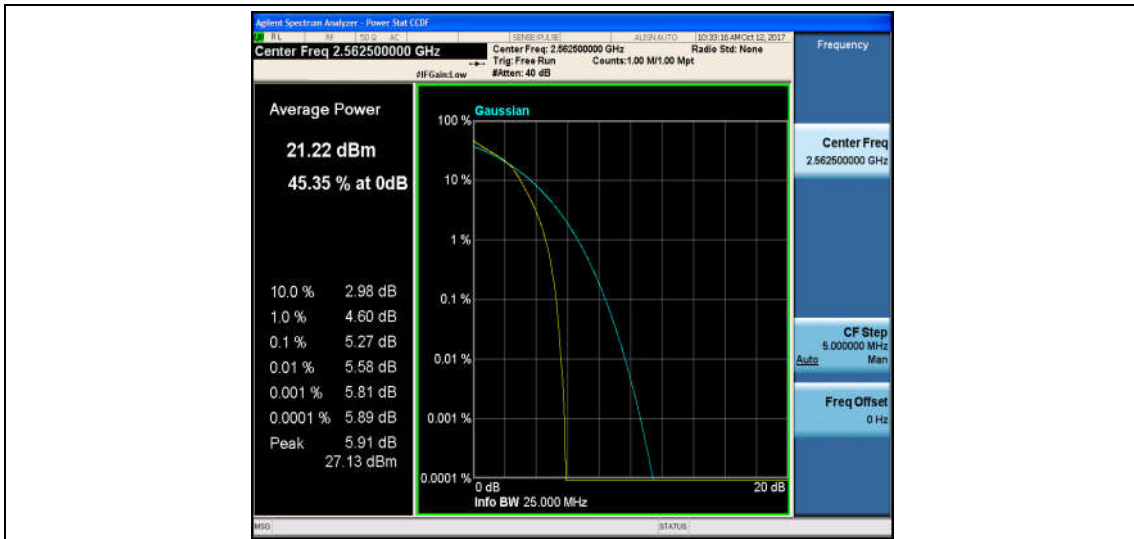 Agilent Spectrum Analyzer - Power Stat CCDF
RL RF 50 Ω AC SENSE:PULSE ALIGNAUTO 10:33:16 AM Oct 12, 2017
Center Freq 2.562500000 GHz
Center Freq: 2.562500000 GHz Radio Std: None
Trig: Free Run Counts:1.00 M/1.00 Mpt
#IFGain:Low #Atten: 40 dB
Frequency
Average Power
21.22 dBm
45.35 % at 0dB
10.0 % 2.98 dB
1.0 % 4.60 dB
0.1 % 5.27 dB
0.01 % 5.58 dB
0.001 % 5.81 dB
0.0001 % 5.89 dB
Peak 5.91 dB
27.13 dBm
Gaussian
100 %
10 %
1 %
0.1 %
0.01 %
0.001 %
0.0001 %
0 dB 20 dB
Info BW 25.000 MHz
Center Freq
2.562500000 GHz
CF Step
5.000000 MHz
Auto Man
Freq Offset
0 Hz
MSG STATUS